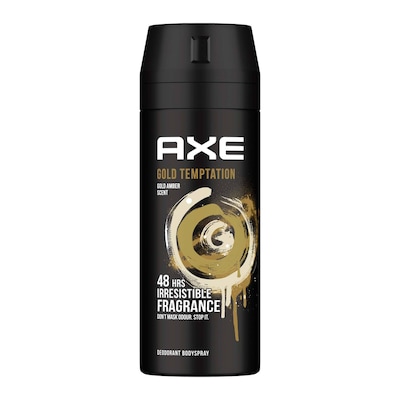 AXE
GOLD TEMPTATION
GOLD AMBER
SCENT
G
48 HRS
IRRESISTIBLE
FRAGRANCE
DON'T MASK ODOUR. STOP IT.
DEODORANT BODYSPRAY